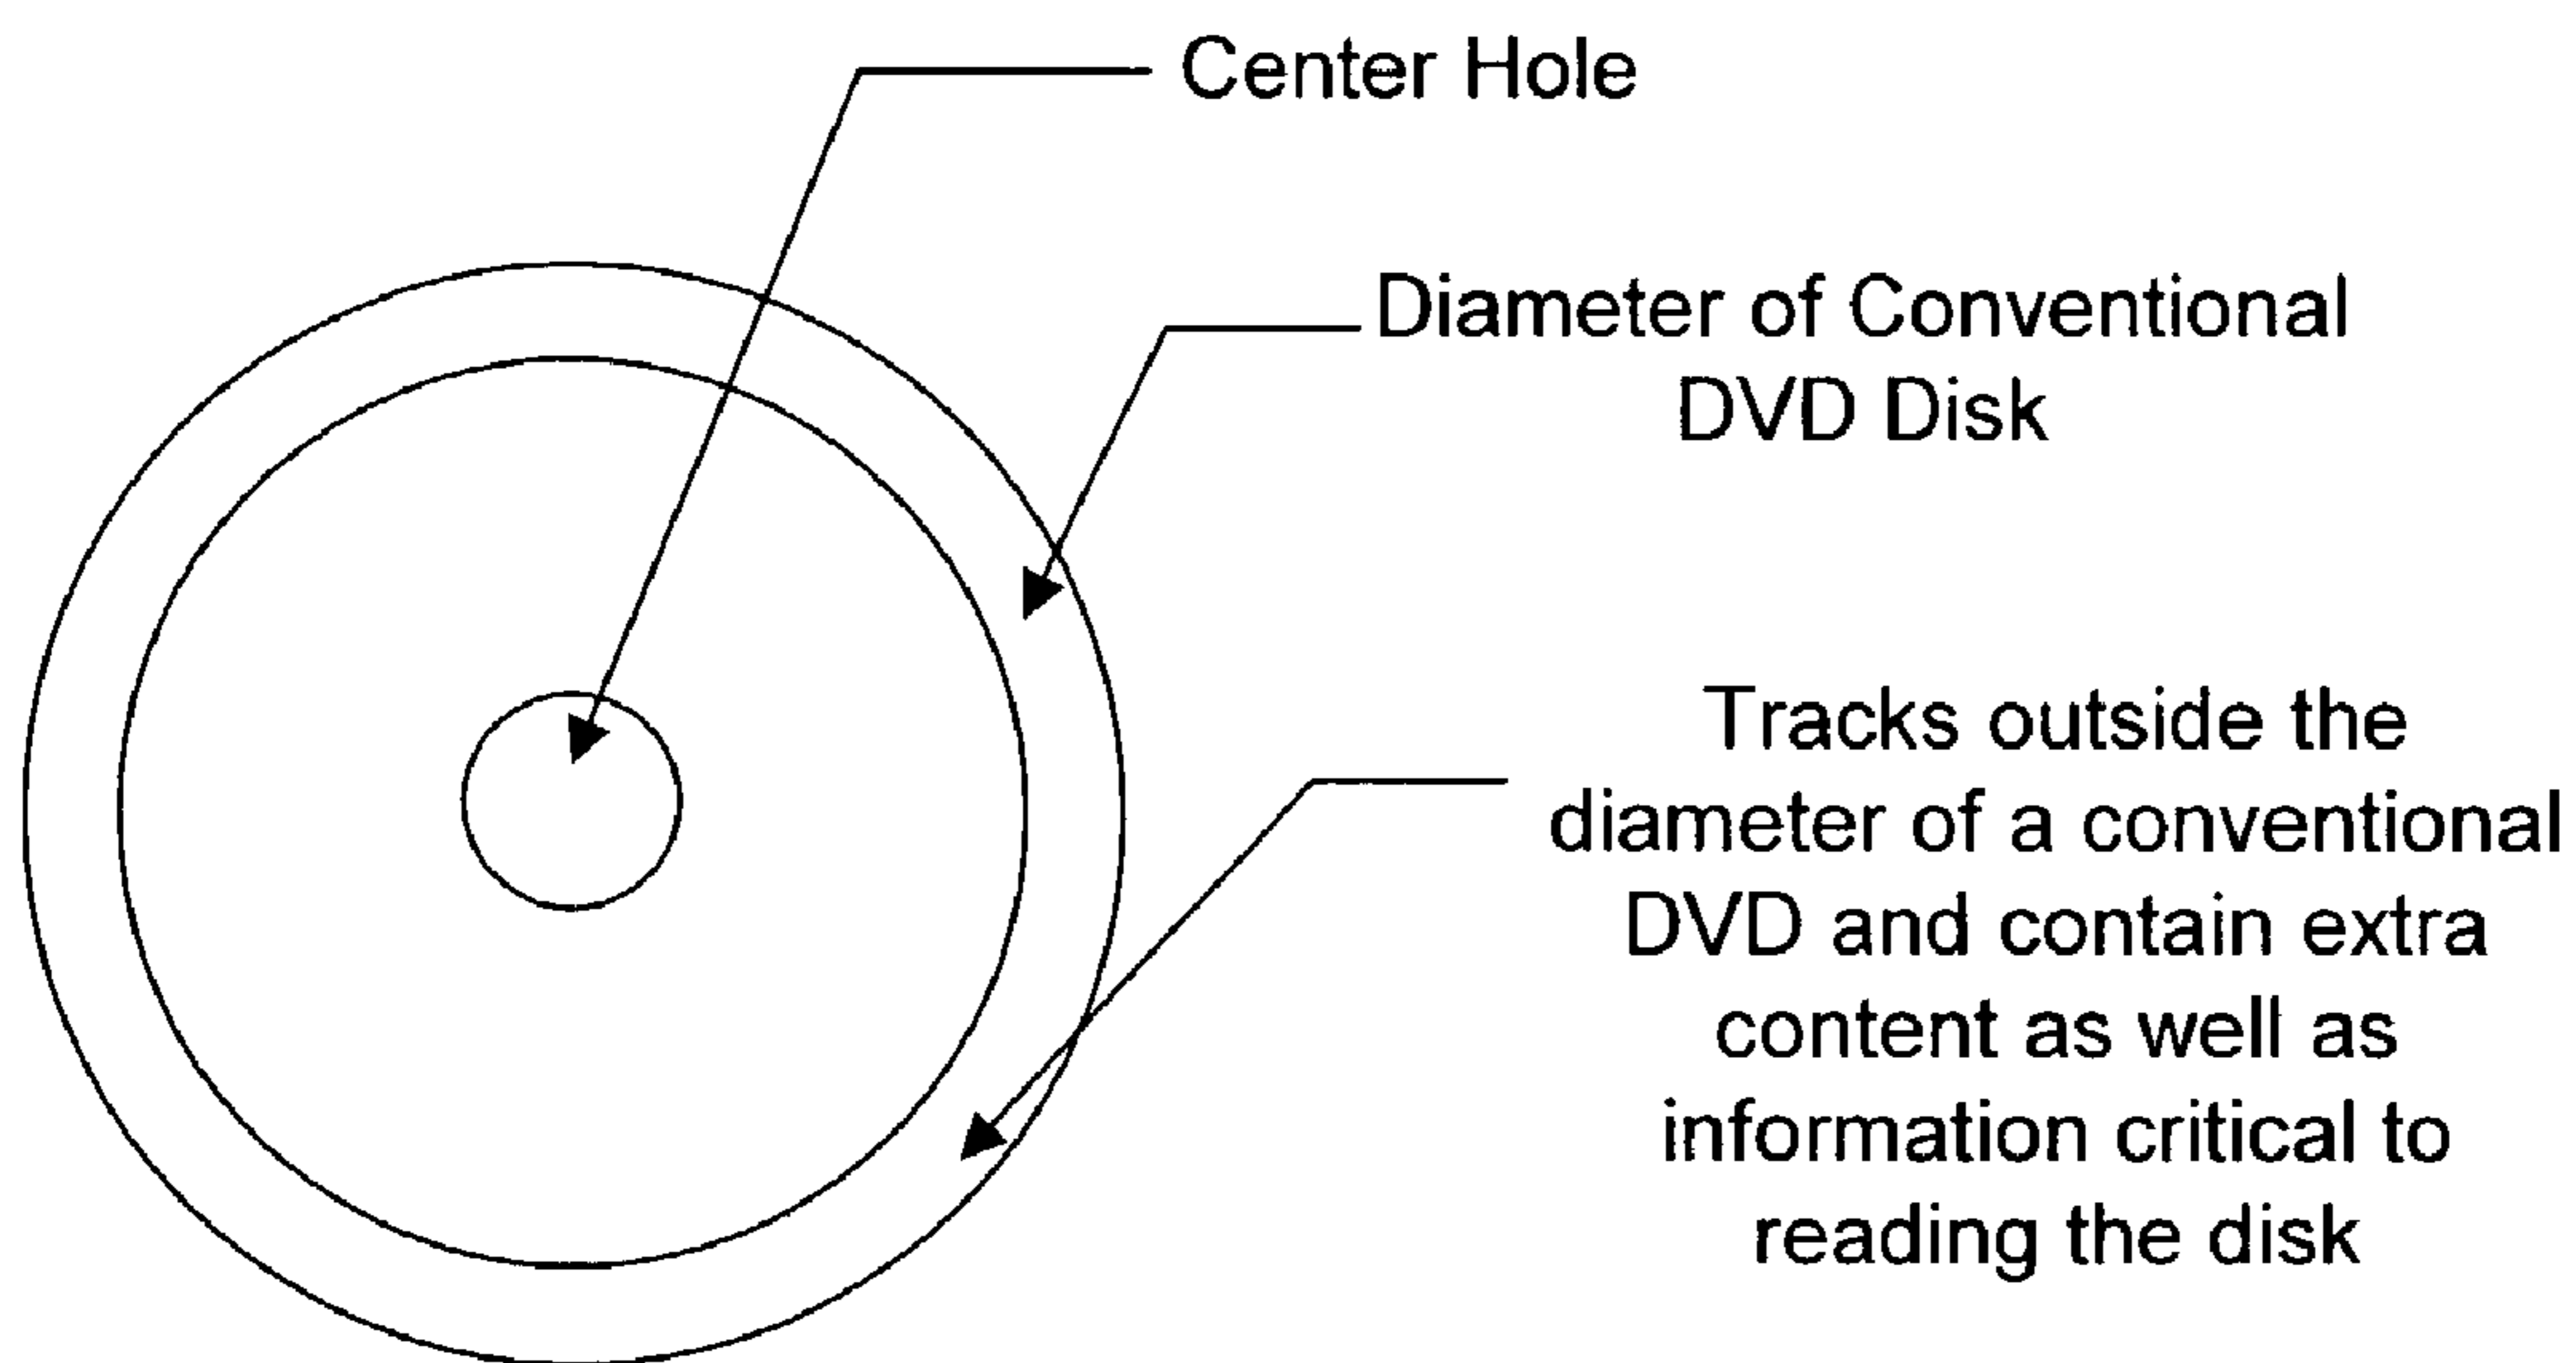 Center Hole
Diameter of Conventional
DVD Disk
Tracks outside the
diameter of a conventional
DVD and contain extra
content as well as
information critical to
reading the disk